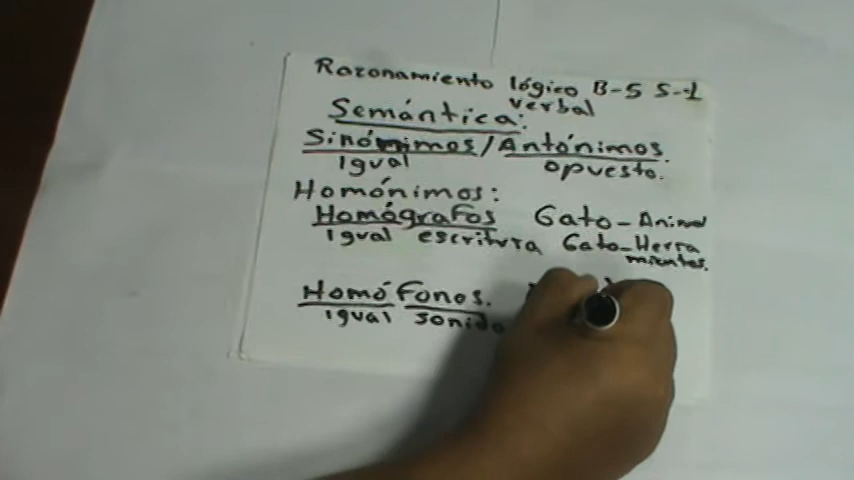 Razonamiento lógico B-5 S-1
verbal
Semántica:
Sinónimos/Antónimos.
Igual opuesto.
Homónimos:
Homógrafos Gato-Animal
Igual escritura Gato-Herra
mientas.
Homófonos.
igual sonido